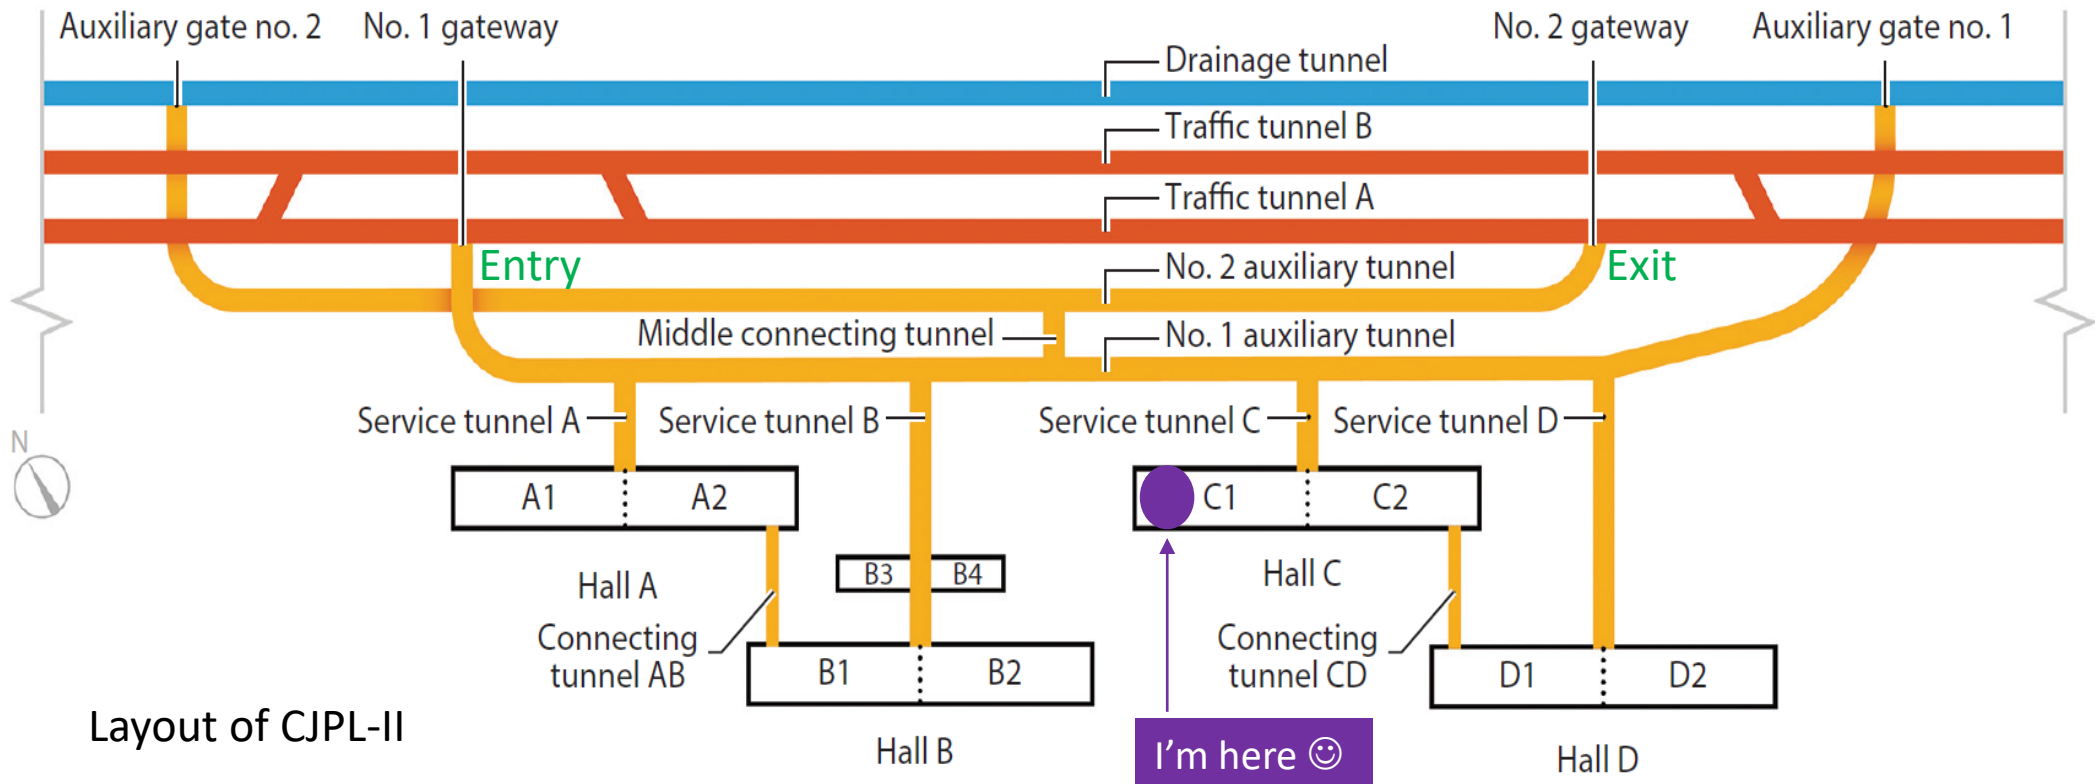 Auxiliary gate no. 2
No. 1 gateway
No. 2 gateway
Auxiliary gate no. 1
Drainage tunnel
Traffic tunnel B
Traffic tunnel A
Entry
No. 2 auxiliary tunnel
Exit
Middle connecting tunnel
No. 1 auxiliary tunnel
Service tunnel A
Service tunnel B
Service tunnel C
Service tunnel D
N
A1
A2
C1
C2
B3
B4
Hall A
Hall C
Connecting
tunnel AB
Connecting
tunnel CD
B1
B2
D1
D2
Layout of CJPL-II
Hall B
I'm here ☺
Hall D